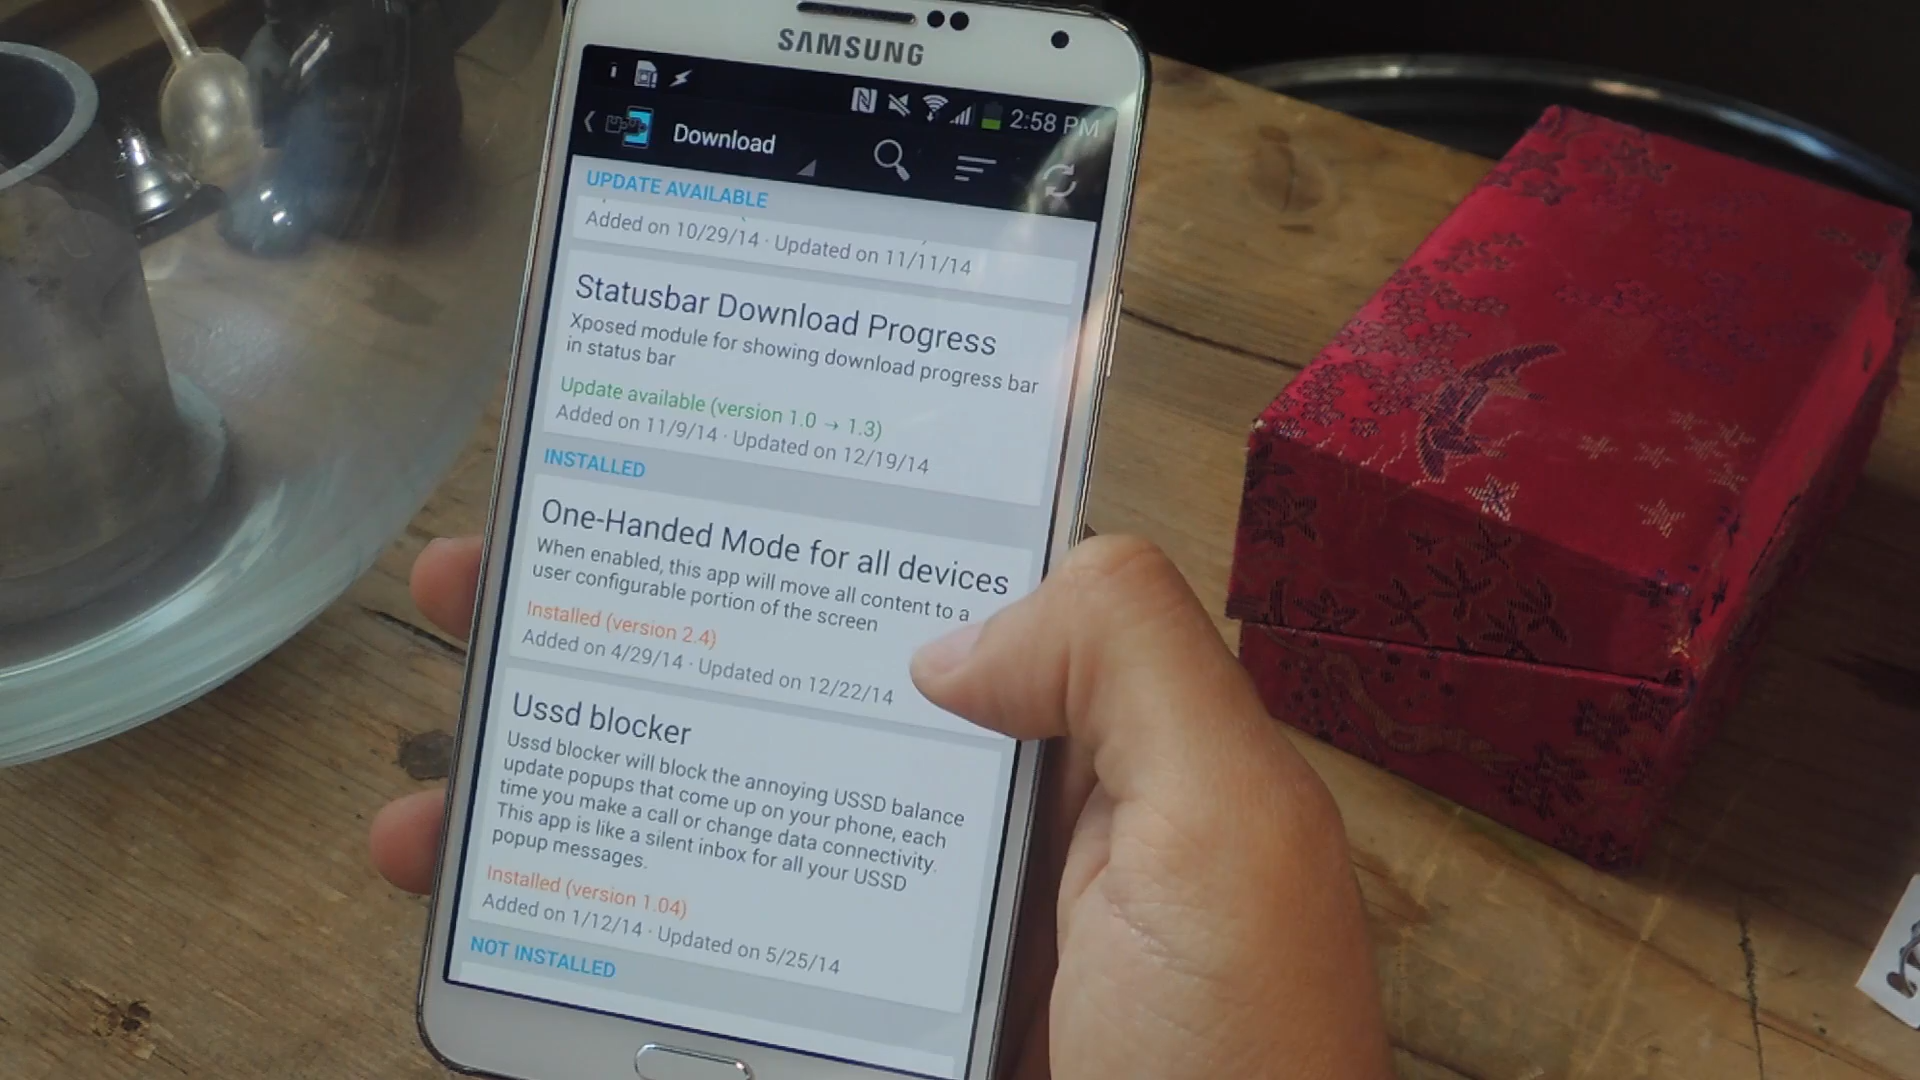 SAMSUNG
2:58 PM
Download
UPDATE AVAILABLE
Added on 10/29/14 · Updated on 11/11/14
Statusbar Download Progress
Xposed module for showing download progress bar
in status bar
Update available (version 1.0 → 1.3)
Added on 11/9/14 · Updated on 12/19/14
INSTALLED
One-Handed Mode for all devices
When enabled, this app will move all content to a
user configurable portion of the screen
Installed (version 2.4)
Added on 4/29/14 · Updated on 12/22/14
Ussd blocker
Ussd blocker will block the annoying USSD balance
update popups that come up on your phone, each
time you make a call or change data connectivity.
This app is like a silent inbox for all your USSD
popup messages.
Installed (version 1.04)
Added on 1/12/14 · Updated on 5/25/14
NOT INSTALLED